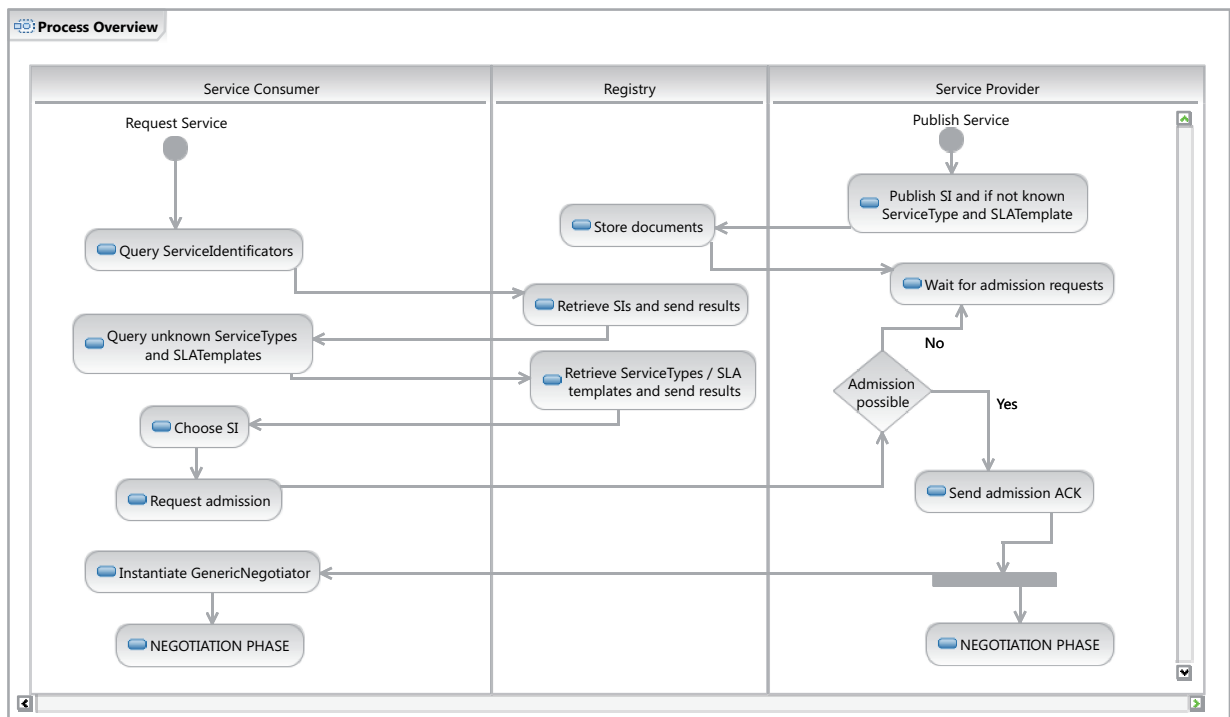 Process Overview
Service Consumer
Registry
Service Provider
Request Service
Publish Service
Publish SI and if not known
ServiceType and SLATemplate
Store documents
Query ServiceIdentificators
Wait for admission requests
Retrieve SIs and send results
Query unknown ServiceTypes
and SLATemplates
No
Retrieve ServiceTypes / SLA
templates and send results
Admission
possible
Yes
Choose SI
Request admission
Send admission ACK
Instantiate GenericNegotiator
NEGOTIATION PHASE
NEGOTIATION PHASE